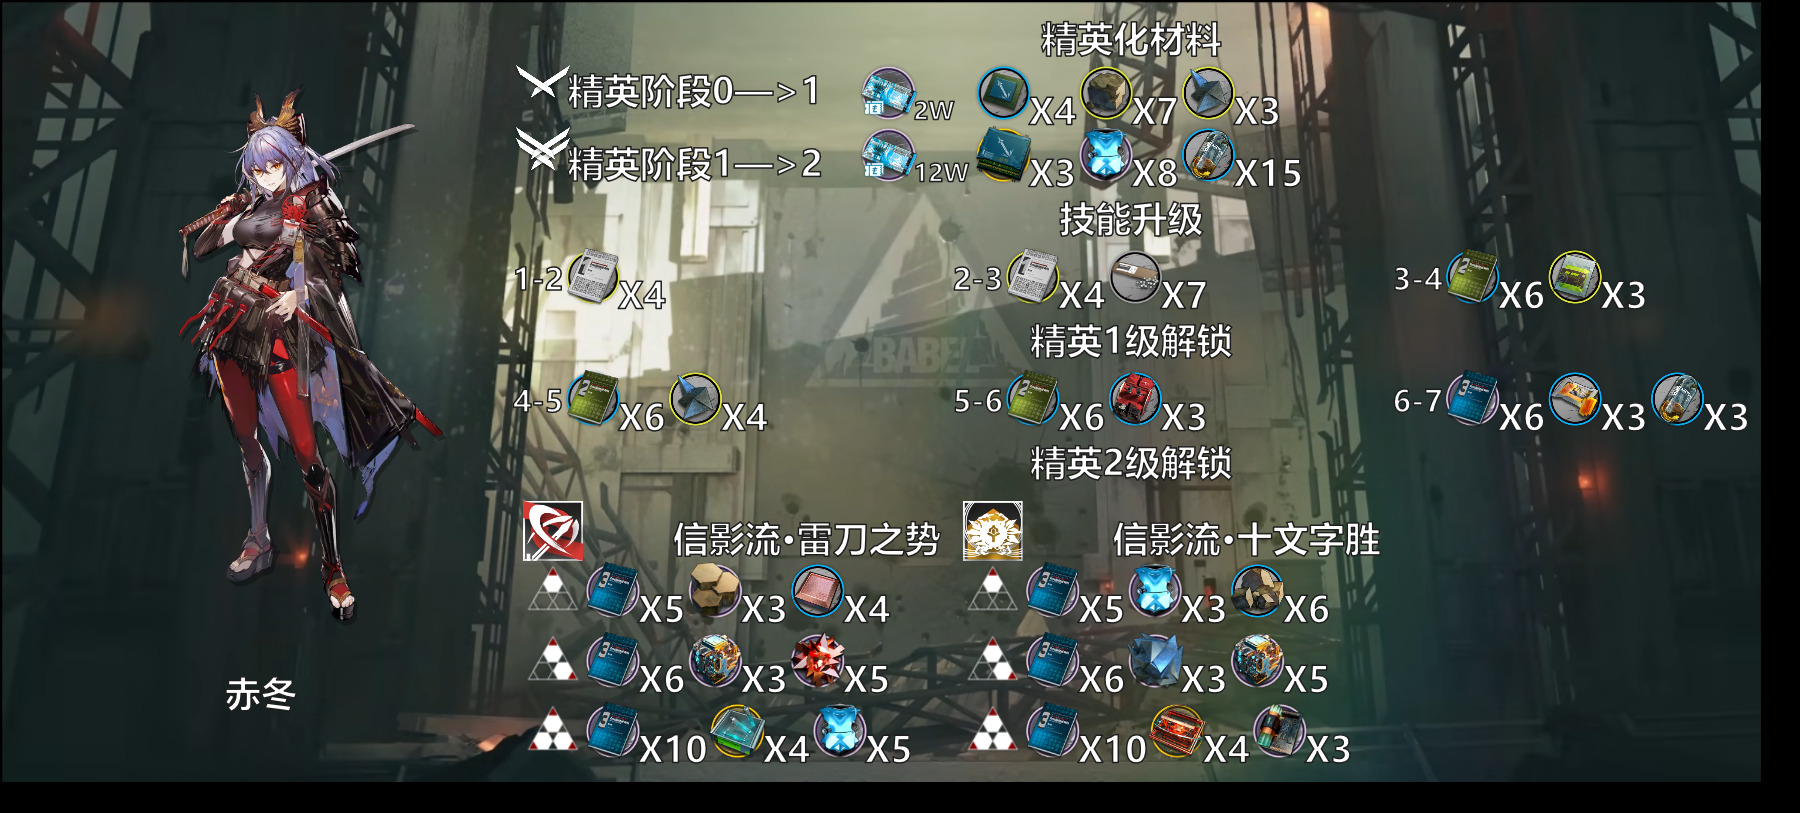 精英化材料
精英阶段0—>1 2W X4 X7 X3
精英阶段1—>2 12W X3 X8 X15
技能升级
1-2 X4 2-3 X4 X7 3-4 X6 X3
BABEL
精英1级解锁
4-5 X6 X4 5-6 X6 X3 6-7 X6 X3 X3
精英2级解锁
信影流·雷刀之势 信影流·十文字胜
X5 X3 X4 X5 X3 X6
X6 X3 X5 X6 X3 X5
赤冬
X10 X4 X5 X10 X4 X3